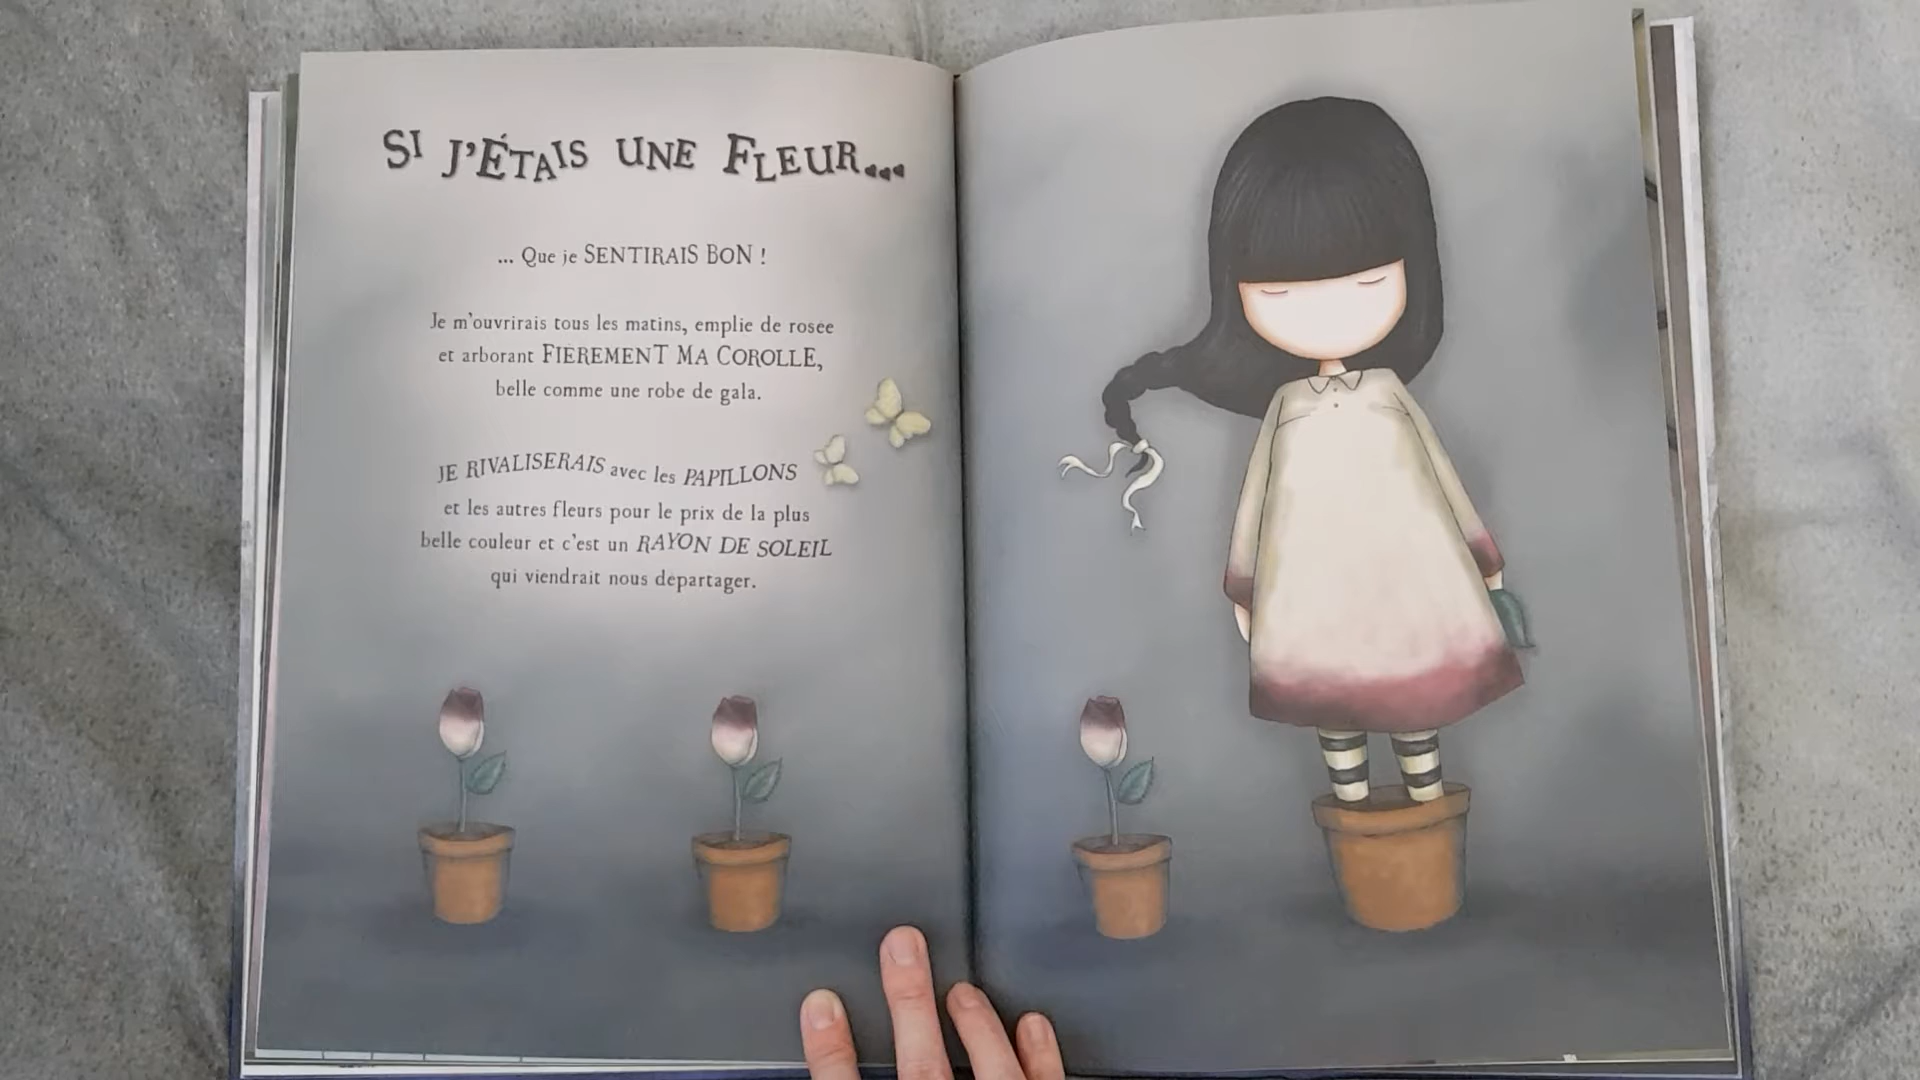 SI J'ÉTAIS UNE FLEUR...
... Que je SENTIRAIS BON !
Je m'ouvrirais tous les matins, emplie de rosée
et arborant FIEREMENT MA COROLLE,
belle comme une robe de gala.
JE RIVALISERAIS avec les PAPILLONS
et les autres fleurs pour le prix de la plus
belle couleur et c'est un RAYON DE SOLEIL
qui viendrait nous départager.